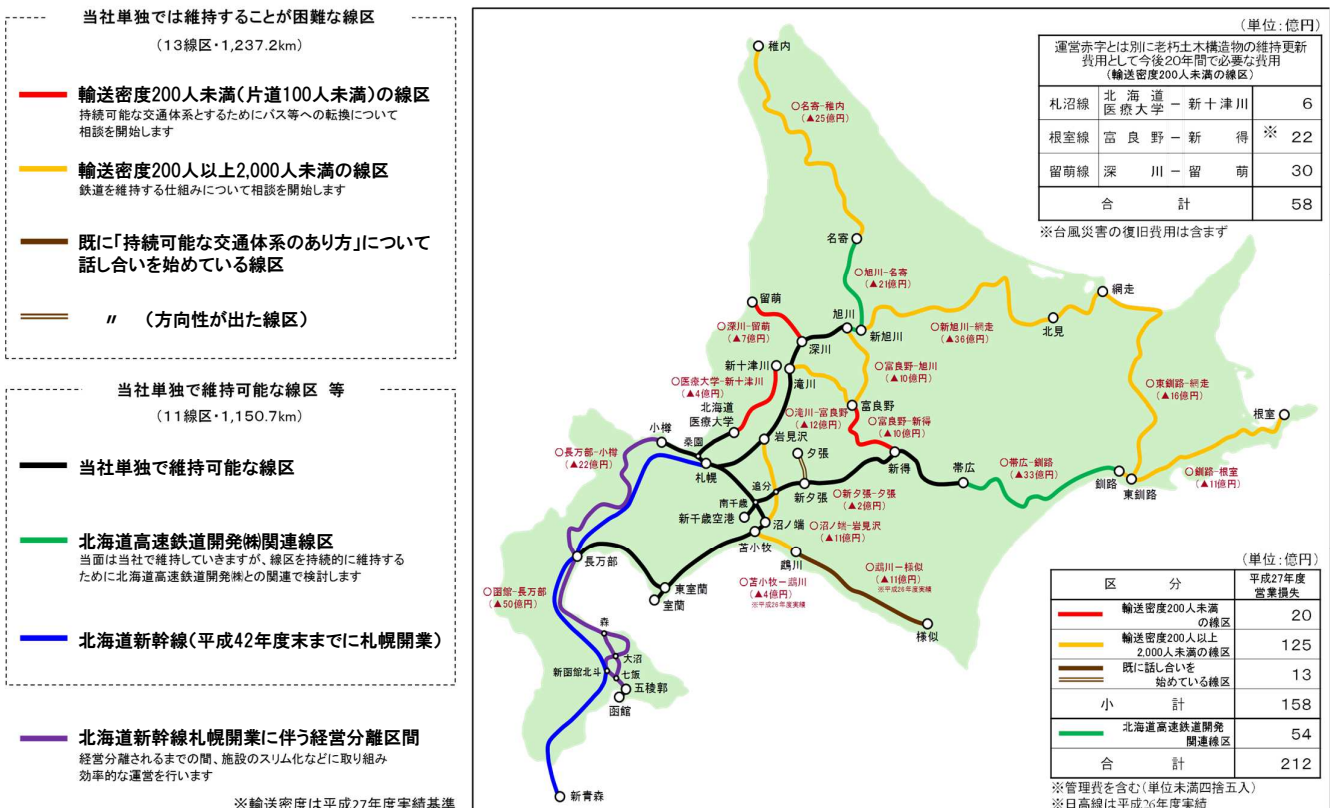 当社単独では維持することが困難な線区
(13線区・1,237.2km)
輸送密度200人未満(片道100人未満)の線区
持続可能な交通体系とするためにバス等への転換について
相談を開始します
輸送密度200人以上2,000人未満の線区
鉄道を維持する仕組みについて相談を開始します
既に「持続可能な交通体系のあり方」について
話し合いを始めている線区
〃 (方向性が出た線区)
当社単独で維持可能な線区 等
(11線区・1,150.7km)
当社単独で維持可能な線区
北海道高速鉄道開発㈱関連線区
当面は当社で維持していきますが、線区を持続的に維持する
ために北海道高速鉄道開発㈱との関連で検討します
北海道新幹線(平成42年度末までに札幌開業)
北海道新幹線札幌開業に伴う経営分離区間
経営分離されるまでの間、施設のスリム化などに取り組み
効率的な運営を行います
※輸送密度は平成27年度実績基準
(単位:億円)
運営赤字とは別に老朽土木構造物の維持更新
費用として今後20年間で必要な費用
(輸送密度200人未満の線区)
札沼線 北海道医療大学 - 新十津川 6
根室線 富良野 - 新得 ※ 22
留萌線 深川 - 留萌 30
合計 58
※台風災害の復旧費用は含まず
稚内
○名寄-稚内
(▲25億円)
名寄
○旭川-名寄
(▲21億円)
留萌
○深川-留萌
(▲7億円)
旭川
新旭川
深川
○新旭川-網走
(▲36億円)
網走
北見
新十津川
滝川
○医療大学-新十津川
(▲4億円)
○富良野-旭川
(▲10億円)
○東釧路-網走
(▲16億円)
北海道
医療大学
○滝川-富良野
(▲12億円)
富良野
○富良野-新得
(▲10億円)
根室
小樽
桑園
岩見沢
夕張
○長万部-小樽
(▲22億円)
札幌
新得
帯広
○帯広-釧路
(▲33億円)
釧路
東釧路
○釧路-根室
(▲11億円)
追分
新夕張
○新夕張-夕張
(▲2億円)
南千歳
新千歳空港
沼ノ端
○沼ノ端-岩見沢
(▲11億円)
苫小牧
鵡川
長万部
東室蘭
室蘭
○苫小牧-鵡川
(▲4億円)
※平成26年度実績
○鵡川-様似
(▲11億円)
※平成26年度実績
様似
○函館-長万部
(▲50億円)
森
大沼
新函館北斗
七飯
五稜郭
函館
新青森
(単位:億円)
区分 平成27年度
営業損失
輸送密度200人未満
の線区 20
輸送密度200人以上
2,000人未満の線区 125
既に話し合いを
始めている線区 13
小計 158
北海道高速鉄道開発
関連線区 54
合計 212
※管理費を含む(単位未満四捨五入)
※日高線は平成26年度実績